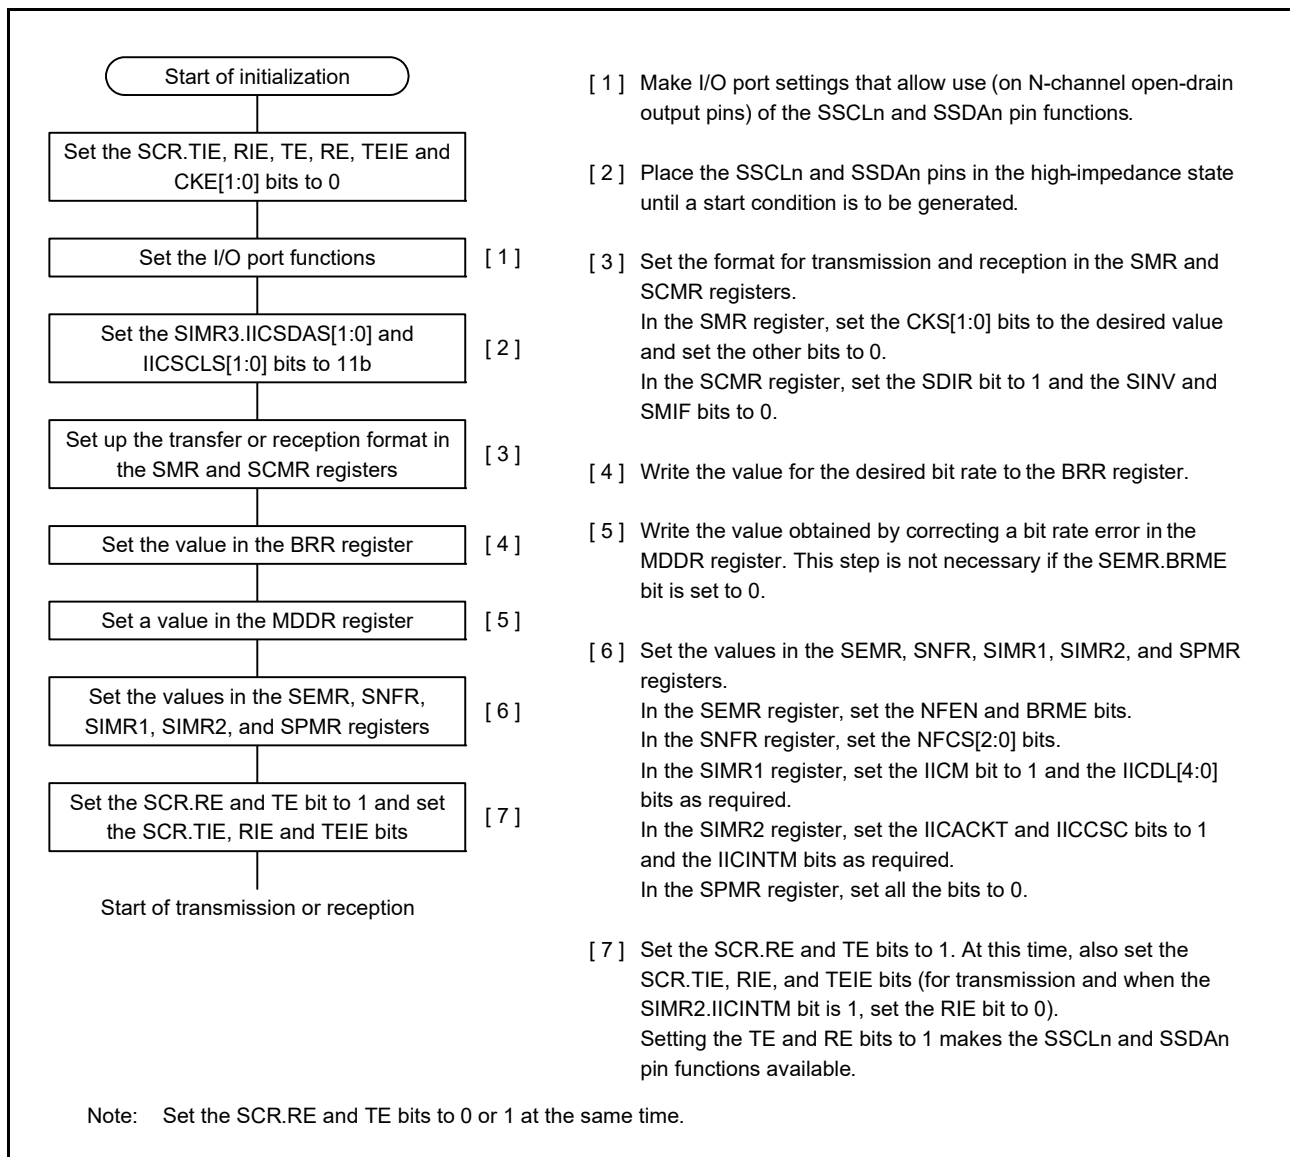 Start of initialization
Set the SCR.TIE, RIE, TE, RE, TEIE and
CKE[1:0] bits to 0
Set the I/O port functions
[ 1 ]
Set the SIMR3.IICSDAS[1:0] and
IICSCLS[1:0] bits to 11b
[ 2 ]
Set up the transfer or reception format in
the SMR and SCMR registers
[ 3 ]
Set the value in the BRR register
[ 4 ]
Set a value in the MDDR register
[ 5 ]
Set the values in the SEMR, SNFR,
SIMR1, SIMR2, and SPMR registers
[ 6 ]
Set the SCR.RE and TE bit to 1 and set
the SCR.TIE, RIE and TEIE bits
[ 7 ]
Start of transmission or reception
[ 1 ] Make I/O port settings that allow use (on N-channel open-drain
output pins) of the SSCLn and SSDAn pin functions.
[ 2 ] Place the SSCLn and SSDAn pins in the high-impedance state
until a start condition is to be generated.
[ 3 ] Set the format for transmission and reception in the SMR and
SCMR registers.
In the SMR register, set the CKS[1:0] bits to the desired value
and set the other bits to 0.
In the SCMR register, set the SDIR bit to 1 and the SINV and
SMIF bits to 0.
[ 4 ] Write the value for the desired bit rate to the BRR register.
[ 5 ] Write the value obtained by correcting a bit rate error in the
MDDR register. This step is not necessary if the SEMR.BRME
bit is set to 0.
[ 6 ] Set the values in the SEMR, SNFR, SIMR1, SIMR2, and SPMR
registers.
In the SEMR register, set the NFEN and BRME bits.
In the SNFR register, set the NFCS[2:0] bits.
In the SIMR1 register, set the IICM bit to 1 and the IICDL[4:0]
bits as required.
In the SIMR2 register, set the IICACKT and IICCSC bits to 1
and the IICINTM bits as required.
In the SPMR register, set all the bits to 0.
[ 7 ] Set the SCR.RE and TE bits to 1. At this time, also set the
SCR.TIE, RIE, and TEIE bits (for transmission and when the
SIMR2.IICINTM bit is 1, set the RIE bit to 0).
Setting the TE and RE bits to 1 makes the SSCLn and SSDAn
pin functions available.
Note: Set the SCR.RE and TE bits to 0 or 1 at the same time.